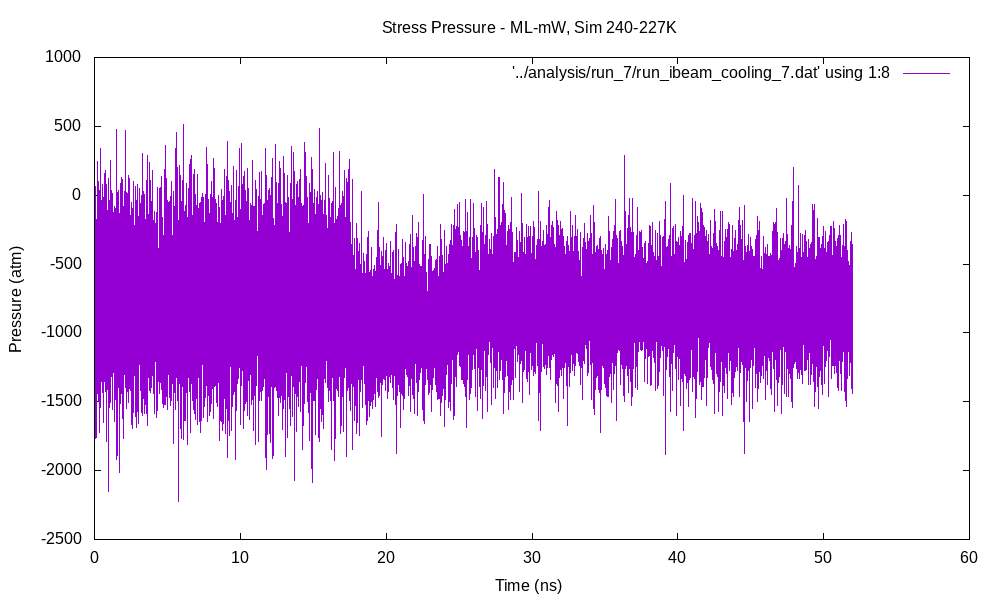 Stress Pressure - ML-mW, Sim 240-227K
'../analysis/run_7/run_ibeam_cooling_7.dat' using 1:8
1000
500
0
-500
-1000
-1500
-2000
-2500
Pressure (atm)
0 10 20 30 40 50 60
Time (ns)